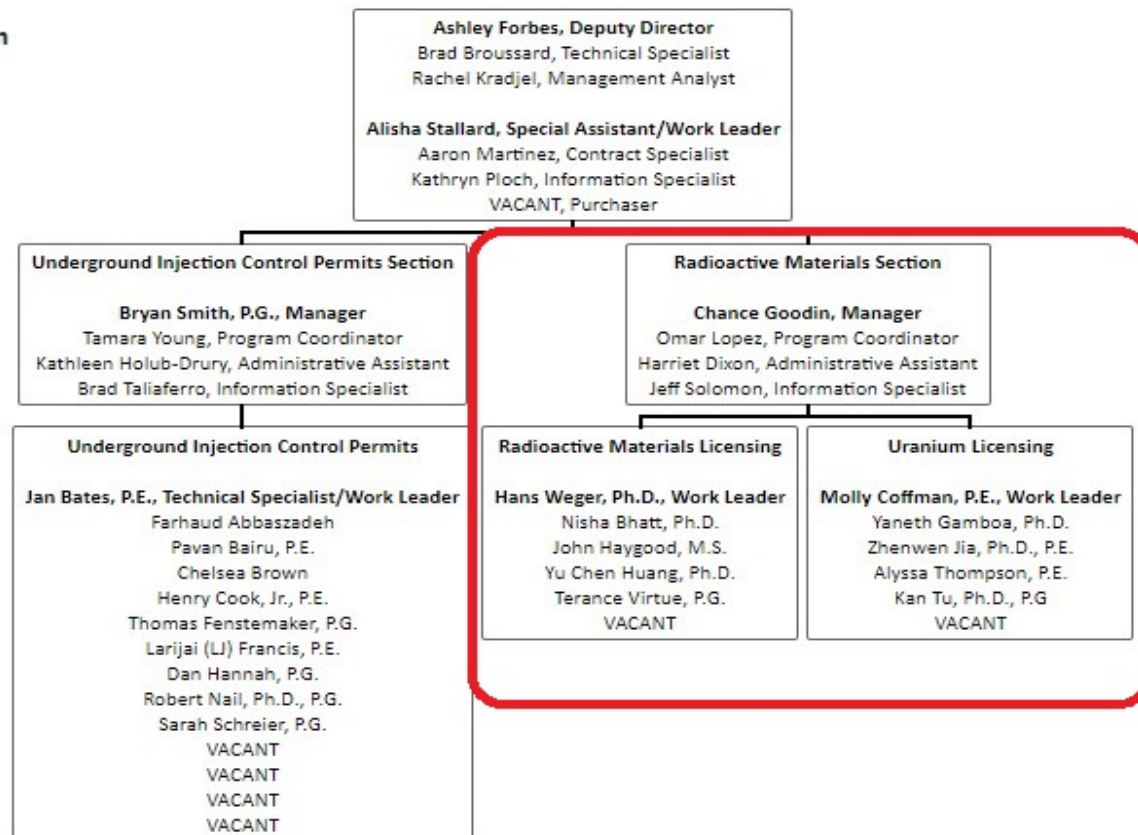 n
Ashley Forbes, Deputy Director
Brad Broussard, Technical Specialist
Rachel Kradjel, Management Analyst
Alisha Stallard, Special Assistant/Work Leader
Aaron Martinez, Contract Specialist
Kathryn Ploch, Information Specialist
VACANT, Purchaser
Underground Injection Control Permits Section
Bryan Smith, P.G., Manager
Tamara Young, Program Coordinator
Kathleen Holub-Drury, Administrative Assistant
Brad Taliaferro, Information Specialist
Radioactive Materials Section
Chance Goodin, Manager
Omar Lopez, Program Coordinator
Harriet Dixon, Administrative Assistant
Jeff Solomon, Information Specialist
Underground Injection Control Permits
Jan Bates, P.E., Technical Specialist/Work Leader
Farhaud Abbaszadeh
Pavan Bairu, P.E.
Chelsea Brown
Henry Cook, Jr., P.E.
Thomas Fenstemaker, P.G.
Larijai (LJ) Francis, P.E.
Dan Hannah, P.G.
Robert Nail, Ph.D., P.G.
Sarah Schreier, P.G.
VACANT
VACANT
VACANT
VACANT
Radioactive Materials Licensing
Hans Weger, Ph.D., Work Leader
Nisha Bhatt, Ph.D.
John Haygood, M.S.
Yu Chen Huang, Ph.D.
Terance Virtue, P.G.
VACANT
Uranium Licensing
Molly Coffman, P.E., Work Leader
Yaneth Gamboa, Ph.D.
Zhenwen Jia, Ph.D., P.E.
Alyssa Thompson, P.E.
Kan Tu, Ph.D., P.G
VACANT